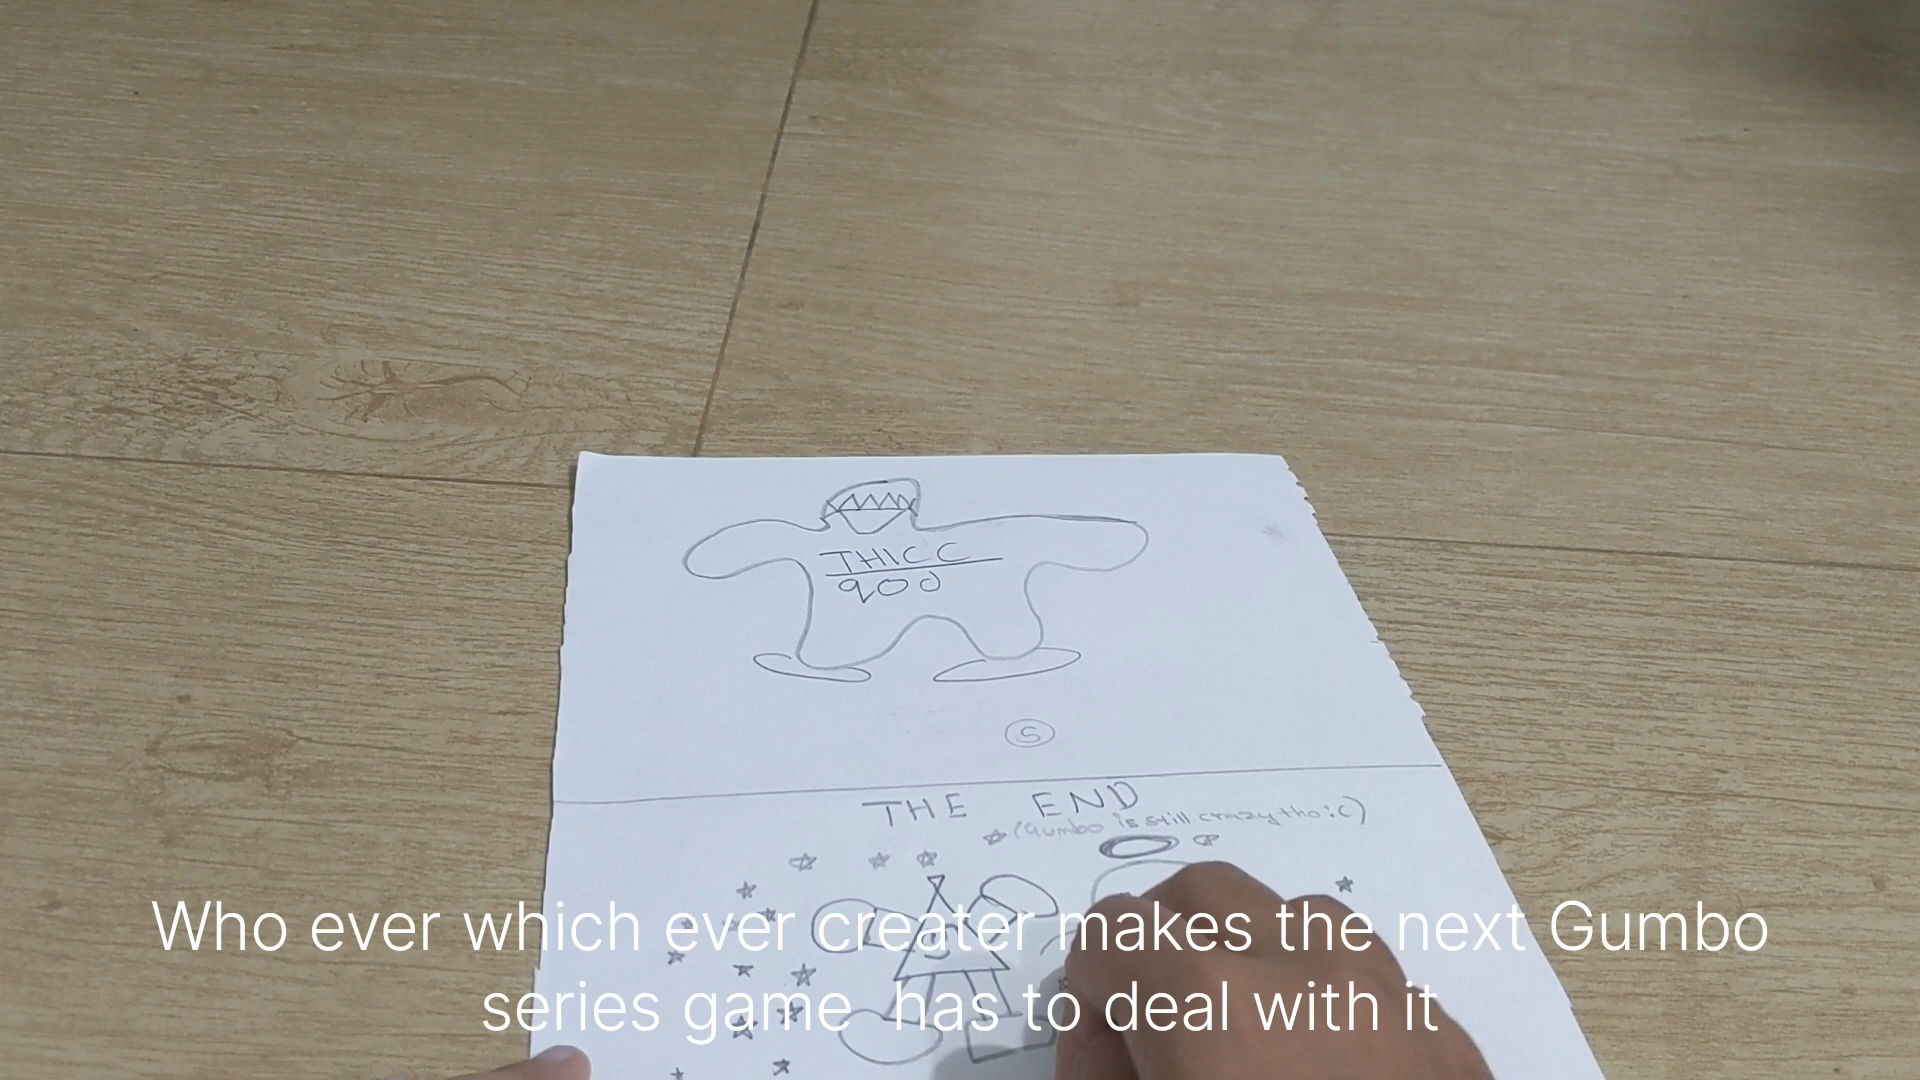 THICC
900
5
THE END
(Gumbo is still crazy tho :c)
Who ever which ever creater makes the next Gumbo
series game has to deal with it